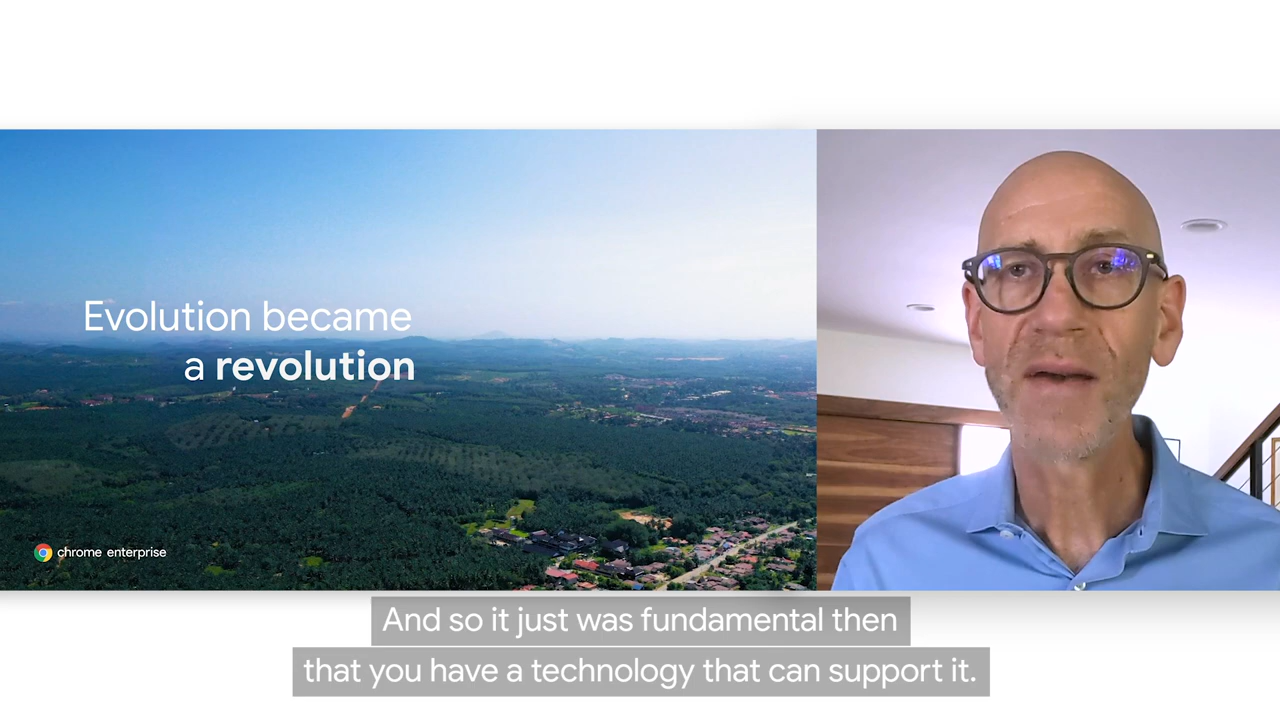 Evolution became
a revolution
chrome enterprise
And so it just was fundamental then
that you have a technology that can support it.